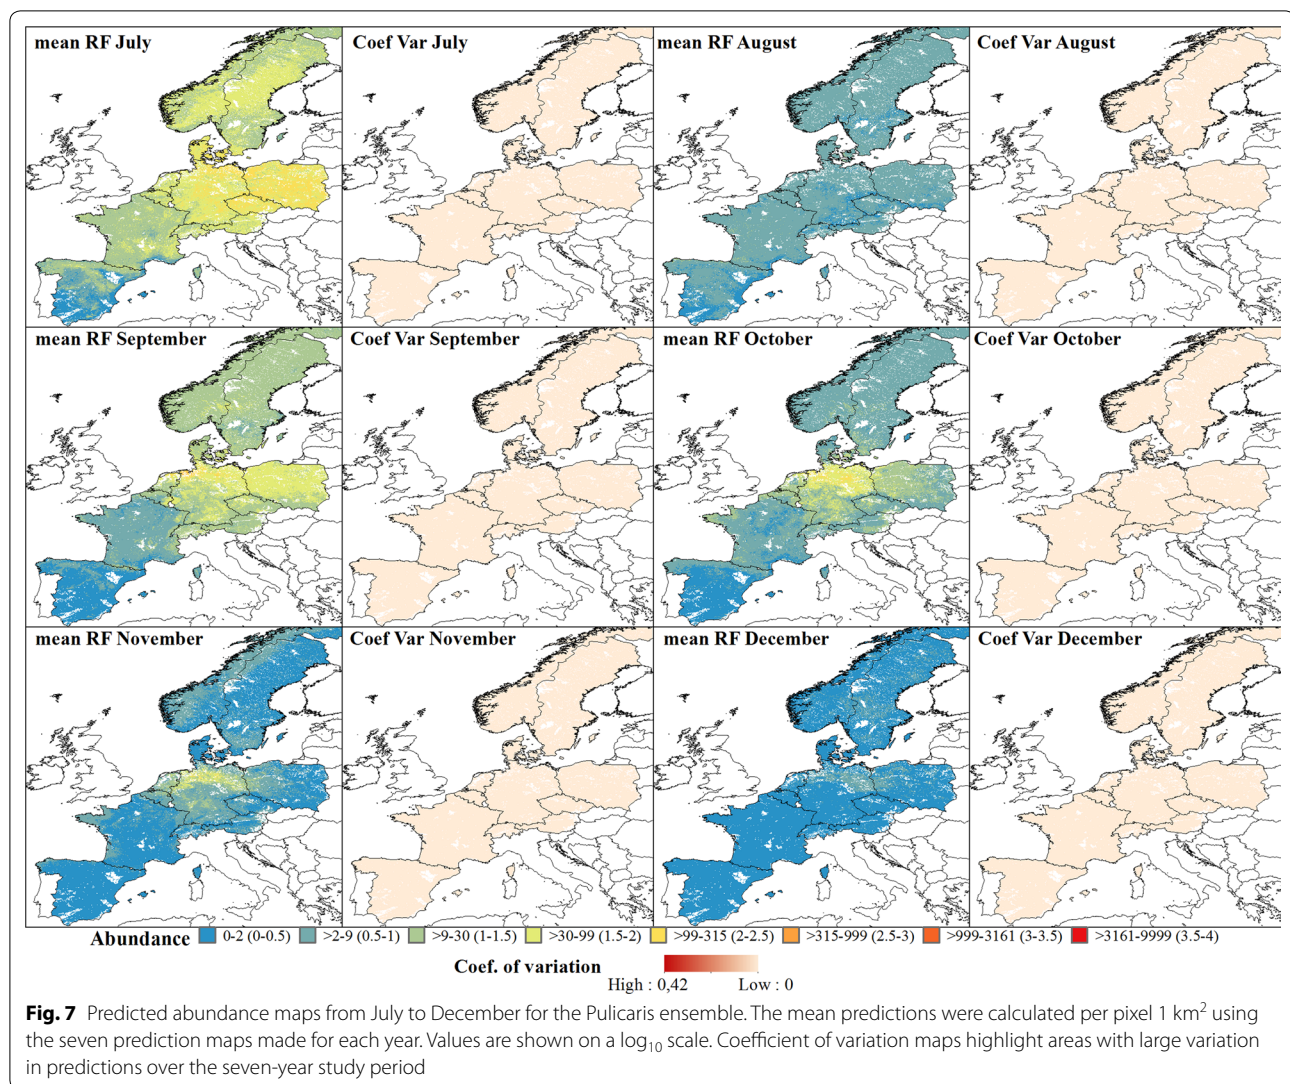 mean RF July
Coef Var July
mean RF August
Coef Var August
mean RF September
Coef Var September
mean RF October
Coef Var October
mean RF November
Coef Var November
mean RF December
Coef Var December
Abundance 0-2 (0-0.5) >2-9 (0.5-1) >9-30 (1-1.5) >30-99 (1.5-2) >99-315 (2-2.5) >315-999 (2.5-3) >999-3161 (3-3.5) >3161-9999 (3.5-4)
Coef. of variation
High : 0,42 Low : 0
Fig. 7 Predicted abundance maps from July to December for the Pulicaris ensemble. The mean predictions were calculated per pixel 1 km² using
the seven prediction maps made for each year. Values are shown on a log₁₀ scale. Coefficient of variation maps highlight areas with large variation
in predictions over the seven-year study period